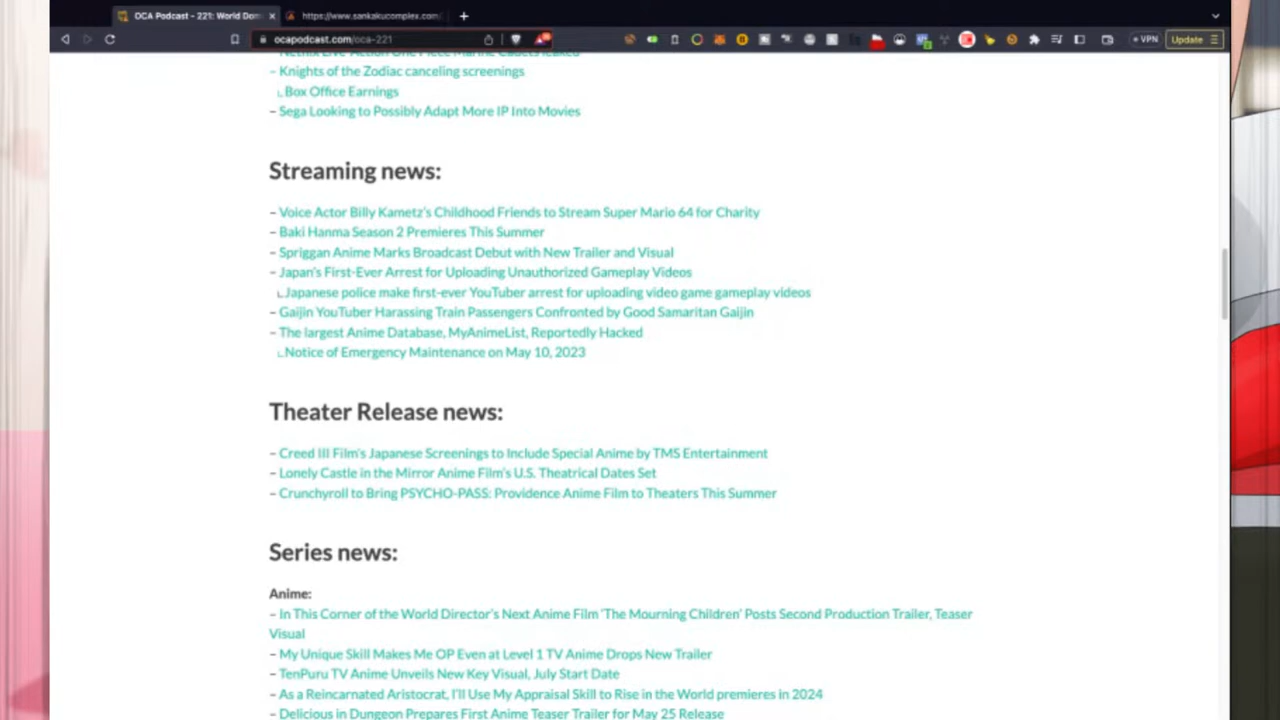 OCA Podcast - 221: World Dom
https://www.sankakucomplex.com/
ocapodcast.com/oca-221
VPN
Update
Netflix Live-Action One Piece Marine Cadets leaked
– Knights of the Zodiac canceling screenings
Box Office Earnings
– Sega Looking to Possibly Adapt More IP Into Movies
Streaming news:
– Voice Actor Billy Kametz's Childhood Friends to Stream Super Mario 64 for Charity
– Baki Hanma Season 2 Premieres This Summer
– Spriggan Anime Marks Broadcast Debut with New Trailer and Visual
– Japan's First-Ever Arrest for Uploading Unauthorized Gameplay Videos
Japanese police make first-ever YouTuber arrest for uploading video game gameplay videos
– Gaijin YouTuber Harassing Train Passengers Confronted by Good Samaritan Gaijin
– The largest Anime Database, MyAnimeList, Reportedly Hacked
Notice of Emergency Maintenance on May 10, 2023
Theater Release news:
– Creed III Film's Japanese Screenings to Include Special Anime by TMS Entertainment
– Lonely Castle in the Mirror Anime Film's U.S. Theatrical Dates Set
– Crunchyroll to Bring PSYCHO-PASS: Providence Anime Film to Theaters This Summer
Series news:
Anime:
– In This Corner of the World Director's Next Anime Film 'The Mourning Children' Posts Second Production Trailer, Teaser
Visual
– My Unique Skill Makes Me OP Even at Level 1 TV Anime Drops New Trailer
– TenPuru TV Anime Unveils New Key Visual, July Start Date
– As a Reincarnated Aristocrat, I'll Use My Appraisal Skill to Rise in the World premieres in 2024
– Delicious in Dungeon Prepares First Anime Teaser Trailer for May 25 Release